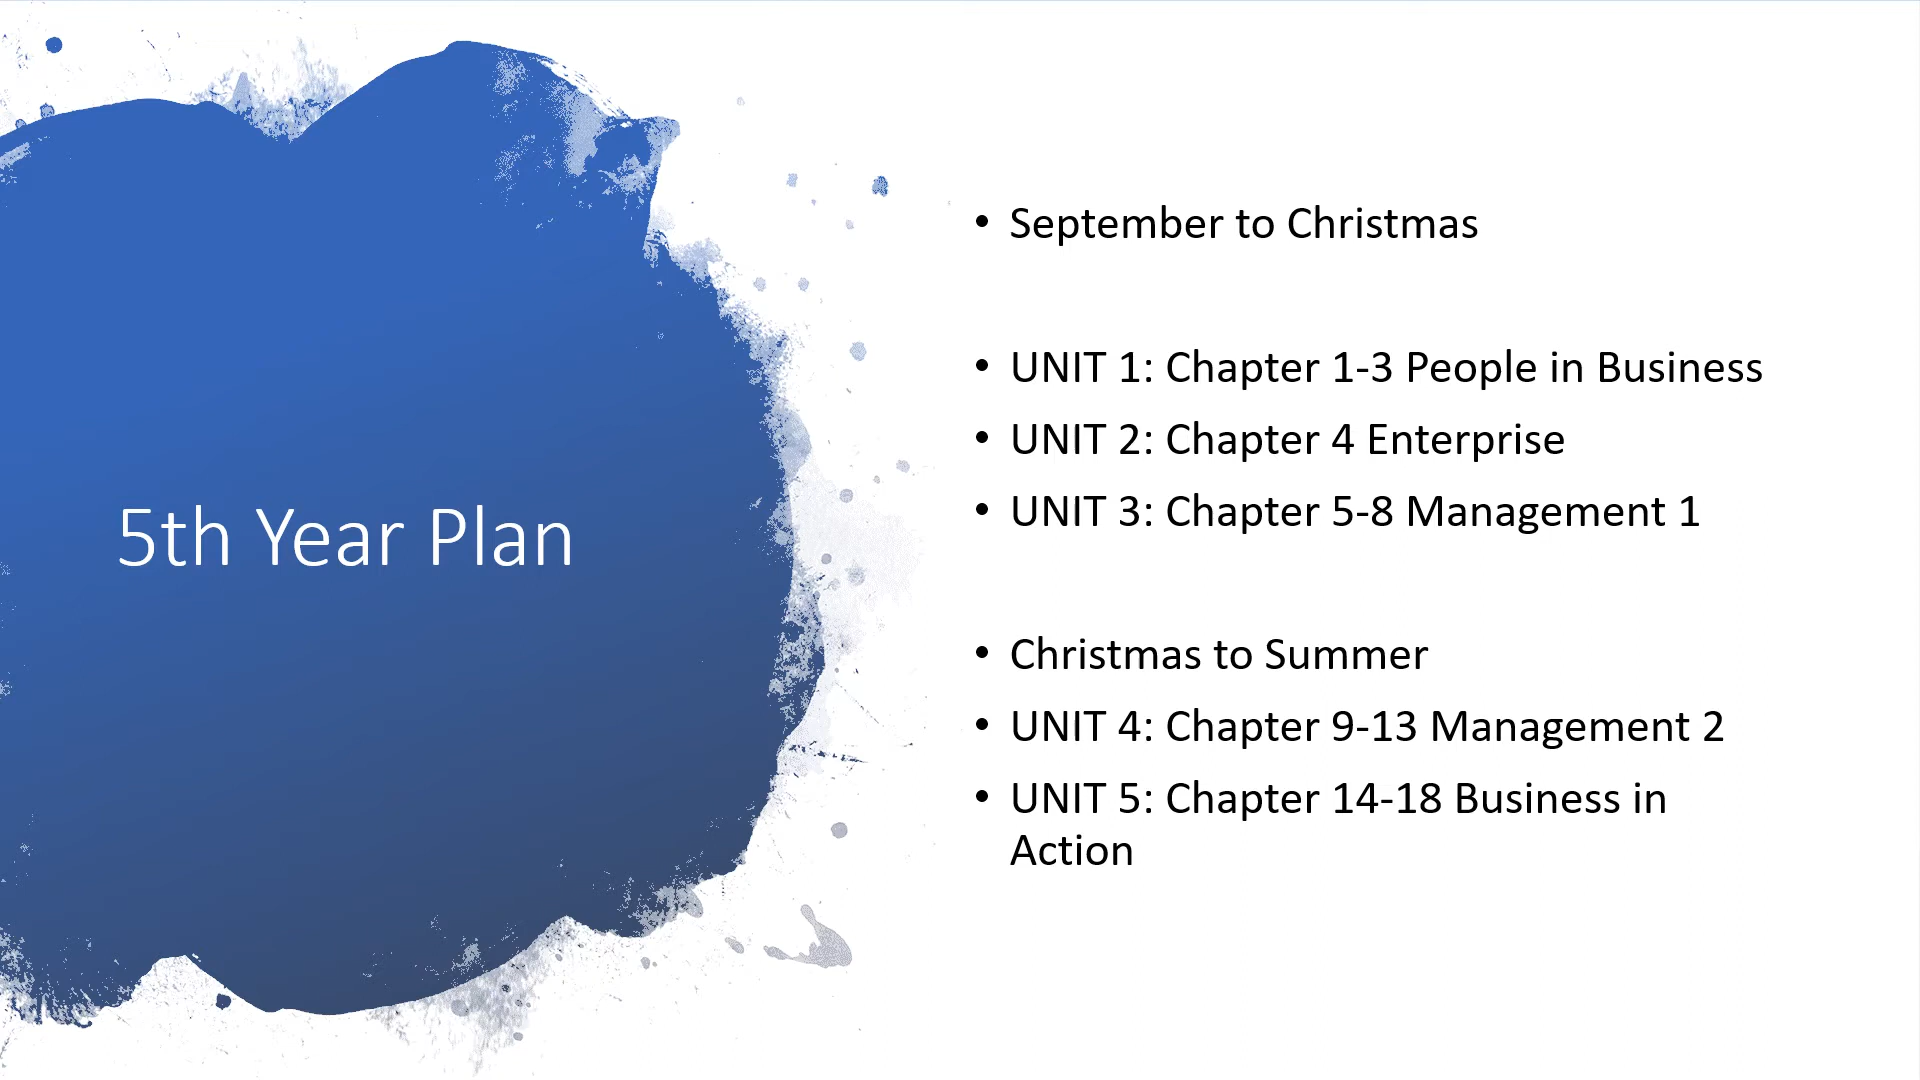 5th Year Plan
• September to Christmas
• UNIT 1: Chapter 1-3 People in Business
• UNIT 2: Chapter 4 Enterprise
• UNIT 3: Chapter 5-8 Management 1
• Christmas to Summer
• UNIT 4: Chapter 9-13 Management 2
• UNIT 5: Chapter 14-18 Business in
Action